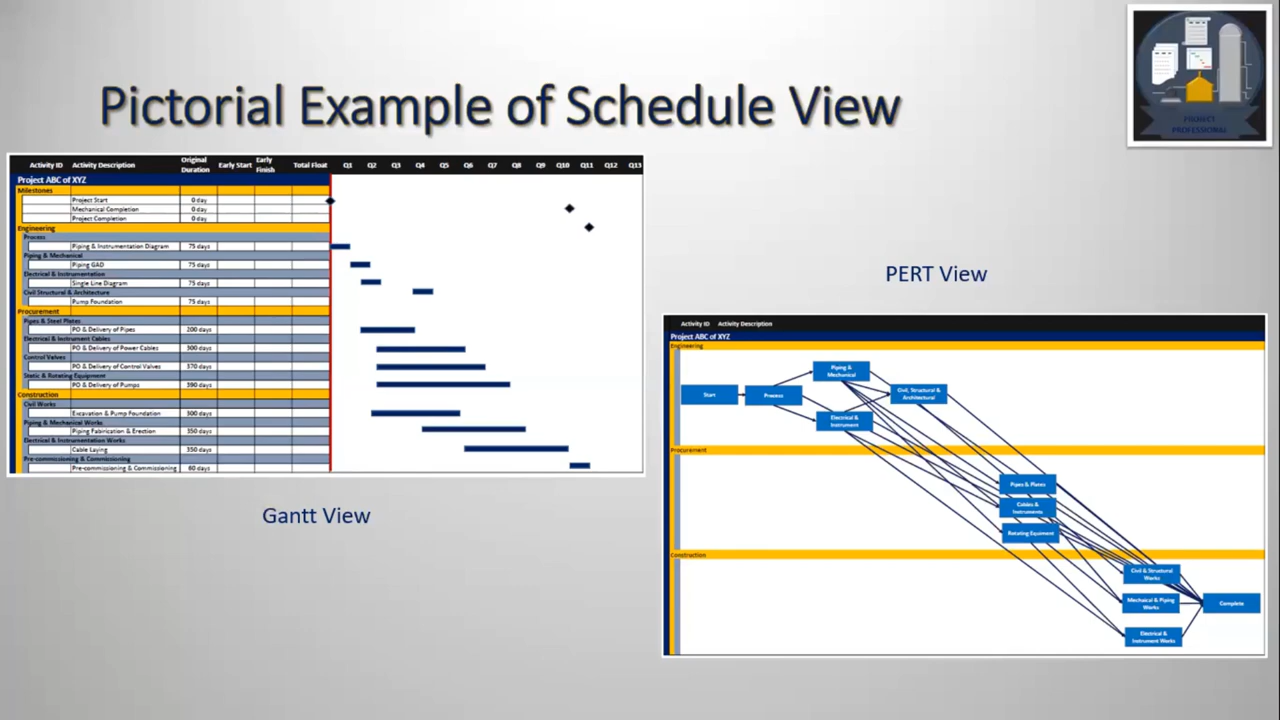 Pictorial Example of Schedule View
PROJECT
PROFESSIONAL
Activity ID Activity Description Original Duration Early Start Early Finish Total Float Q1 Q2 Q3 Q4 Q5 Q6 Q7 Q8 Q9 Q10 Q11 Q12 Q13
Project ABC of XYZ
Milestones
Project Start 0 day
Mechanical Completion 0 day
Project Completion 0 day
Engineering
Process
Piping & Instrumentation Diagram 75 days
Piping & Mechanical
Piping GAD 75 days
Electrical & Instrumentation
Single Line Diagram 75 days
Civil Structural & Architecture
Pump Foundation 75 days
Procurement
Pipes & Steel Plates
PO & Delivery of Pipes 200 days
Electrical & Instrument Cables
PO & Delivery of Power Cables 300 days
Control Valves
PO & Delivery of Control Valves 370 days
Static & Rotating Equipment
PO & Delivery of Pumps 390 days
Construction
Civil Works
Excavation & Pump Foundation 300 days
Piping & Mechanical Works
Piping Fabrication & Erection 350 days
Electrical & Instrumentation Works
Cable Laying 350 days
Pre-commissioning & Commissioning
Pre-commissioning & Commissioning 60 days
Gantt View
PERT View
Activity ID Activity Description
Project ABC of XYZ
Engineering
Start
Process
Piping &
Mechanical
Electrical &
Instrument
Civil, Structural &
Architectural
Procurement
Pipes & Plates
Cables &
Instruments
Rotating Equiment
Construction
Civil & Structural
Works
Mechaical & Piping
Works
Electrical &
Instrument Works
Complete